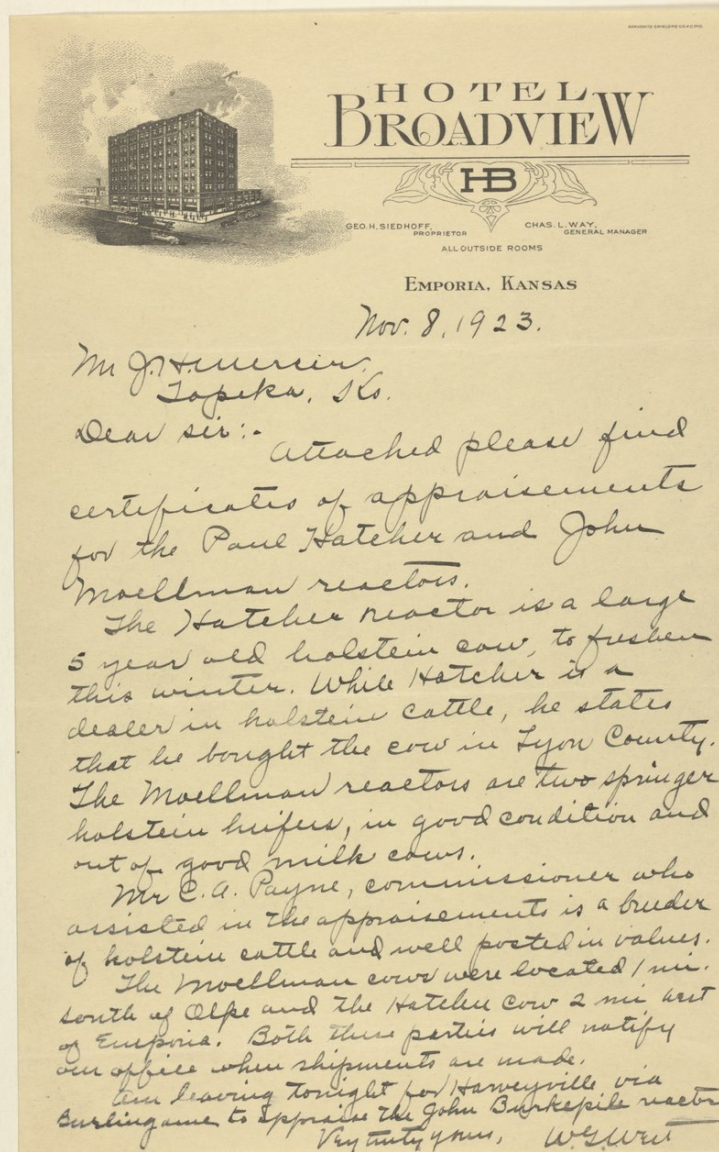 HOTEL
BROADVIEW
HB
GEO. H. SIEDHOFF,
PROPRIETOR
CHAS. L. WAY,
GENERAL MANAGER
ALL OUTSIDE ROOMS
EMPORIA, KANSAS
Nov. 8, 1923.
Mr J. H. Mercer.
Topeka, Ks.
Dear sir:-
Attached please find
certificates of appraisements
for the Paul Hatcher and John
Moellman reactors.
The Hatcher reactor is a large
5 year old holstein cow, to freshen
this winter. While Hatcher is a
dealer in holstein cattle, he states
that he bought the cow in Lyon County.
The Moellman reactors are two springer
holstein heifers, in good condition and
out of good milk cows.
Mr C. A. Payne, commissioner who
assisted in the appraisements is a breeder
of holstein cattle and well posted in values.
The Moellman cows were located 1 mi.
south of Olpe and the Hatcher cow 2 mi west
of Emporia. Both these parties will notify
our office when shipments are made.
Am leaving tonight for Harveyville via
Burlingame to appraise the John Burkepile reactor
Very truly yours, W. G. West